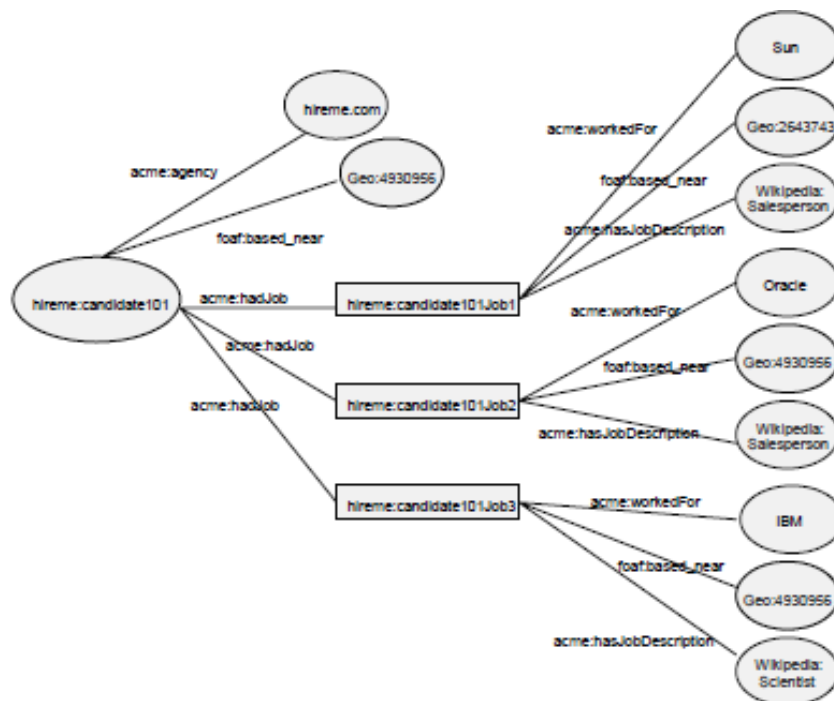 Sun
hireme.com
acme:workedFor
Geo:2643743
acme:agency
Geo:4930956
foaf:based_near
Wikipedia:
Salesperson
foaf:based_near
acme:hasJobDescription
hireme:candidate101
acme:hadJob
hireme:candidate101Job1
Oracle
acme:workedFor
acme:hadJob
foaf:based_near
Geo:4930956
acme:hadJob
hireme:candidate101Job2
acme:hasJobDescription
Wikipedia:
Salesperson
hireme:candidate101Job3
acme:workedFor
IBM
foaf:based_near
Geo:4930956
acme:hasJobDescription
Wikipedia:
Scientist